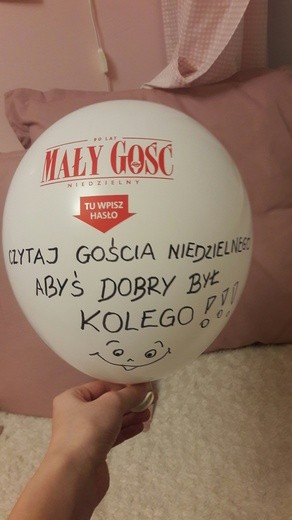 80 LAT
MAŁY GOŚĆ
NIEDZIELNY
TU WPISZ
HASŁO
CZYTAJ GOŚCIA NIEDZIELNEGO
ABYŚ DOBRY BYŁ
KOLEGO!!!